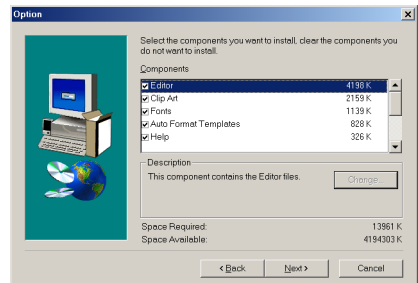 Option
Select the components you want to install, clear the components you
do not want to install.
Components
Editor 4198 K
Clip Art 2159 K
Fonts 1139 K
Auto Format Templates 828 K
Help 326 K
Description
This component contains the Editor files.
Change...
Space Required: 13961 K
Space Available: 4194303 K
< Back Next > Cancel